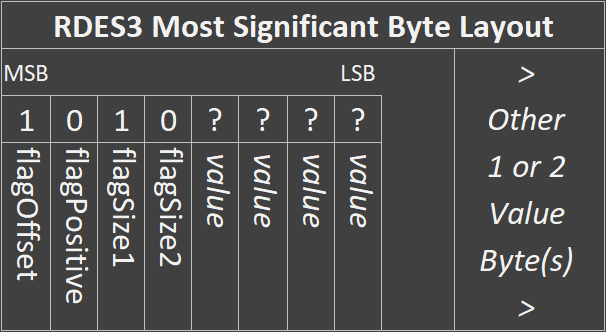 RDES3 Most Significant Byte Layout
MSB LSB
1 0 1 0 ? ? ? ?
flagOffset
flagPositive
flagSize1
flagSize2
value
value
value
value
>
Other
1 or 2
Value
Byte(s)
>